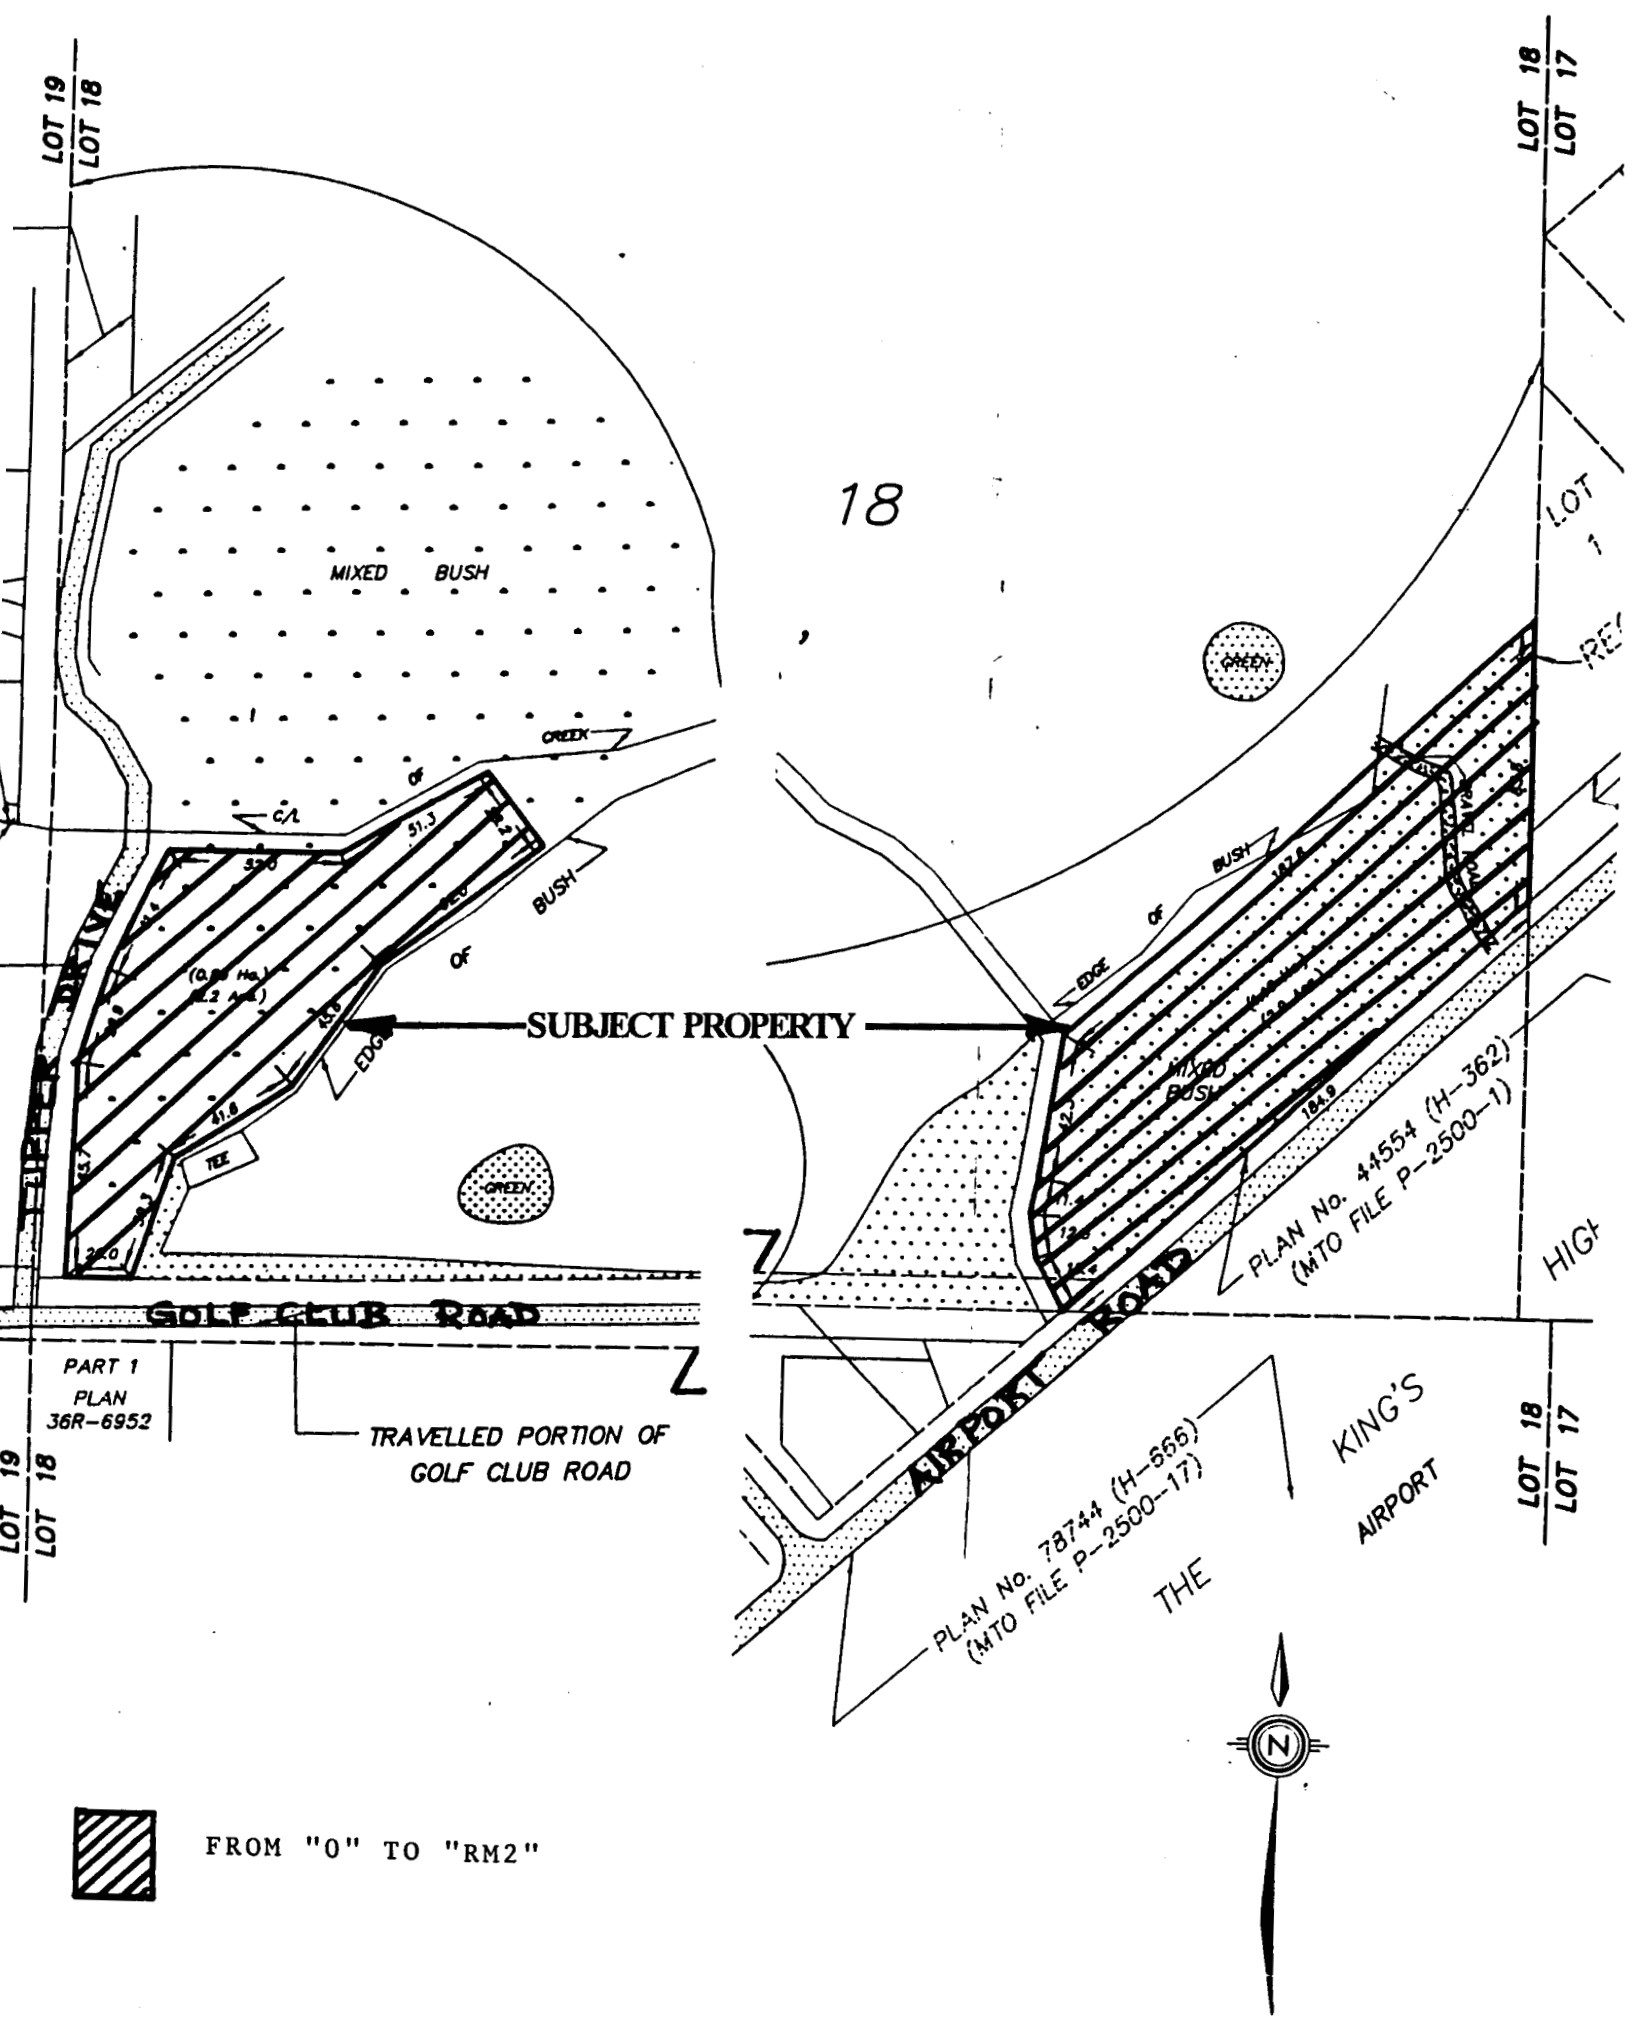 LOT 19
LOT 18
LOT 18
LOT 17
18
MIXED BUSH
CREEK
OF
C/L
GREEN
LOT
1
51.3
BUSH
OF
EDGE
BUSH
OF
EDGE
SUBJECT PROPERTY
DRIVE
MIXED
BUSH
184.9
41.8
TEE
GREEN
PLAN No. 44554 (H-362)
(MTO FILE P-2500-1)
GOLF CLUB ROAD
AIRPORT ROAD
PART 1
PLAN
36R-6952
TRAVELLED PORTION OF
GOLF CLUB ROAD
LOT 19
LOT 18
PLAN No. 78744 (H-666)
(MTO FILE P-2500-17)
THE
KING'S
AIRPORT
LOT 18
LOT 17
N
FROM "O" TO "RM2"